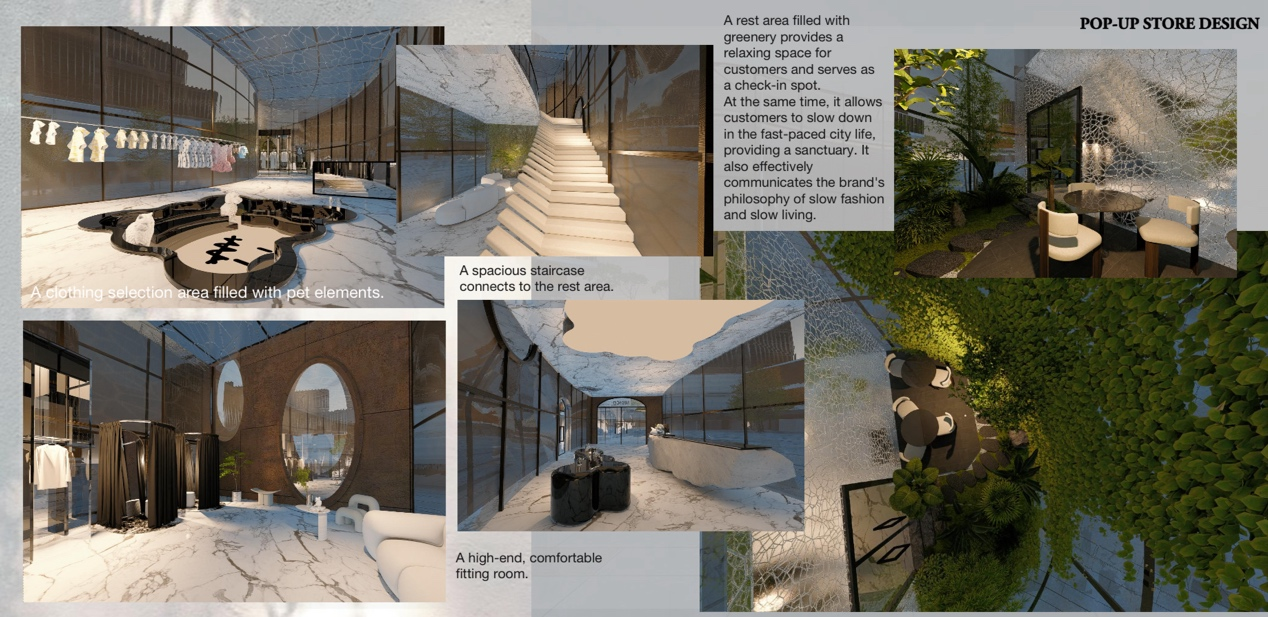 POP-UP STORE DESIGN
A rest area filled with
greenery provides a
relaxing space for
customers and serves as
a check-in spot.
At the same time, it allows
customers to slow down
in the fast-paced city life,
providing a sanctuary. It
also effectively
communicates the brand's
philosophy of slow fashion
and slow living.
A spacious staircase
connects to the rest area.
A clothing selection area filled with pet elements.
A high-end, comfortable
fitting room.